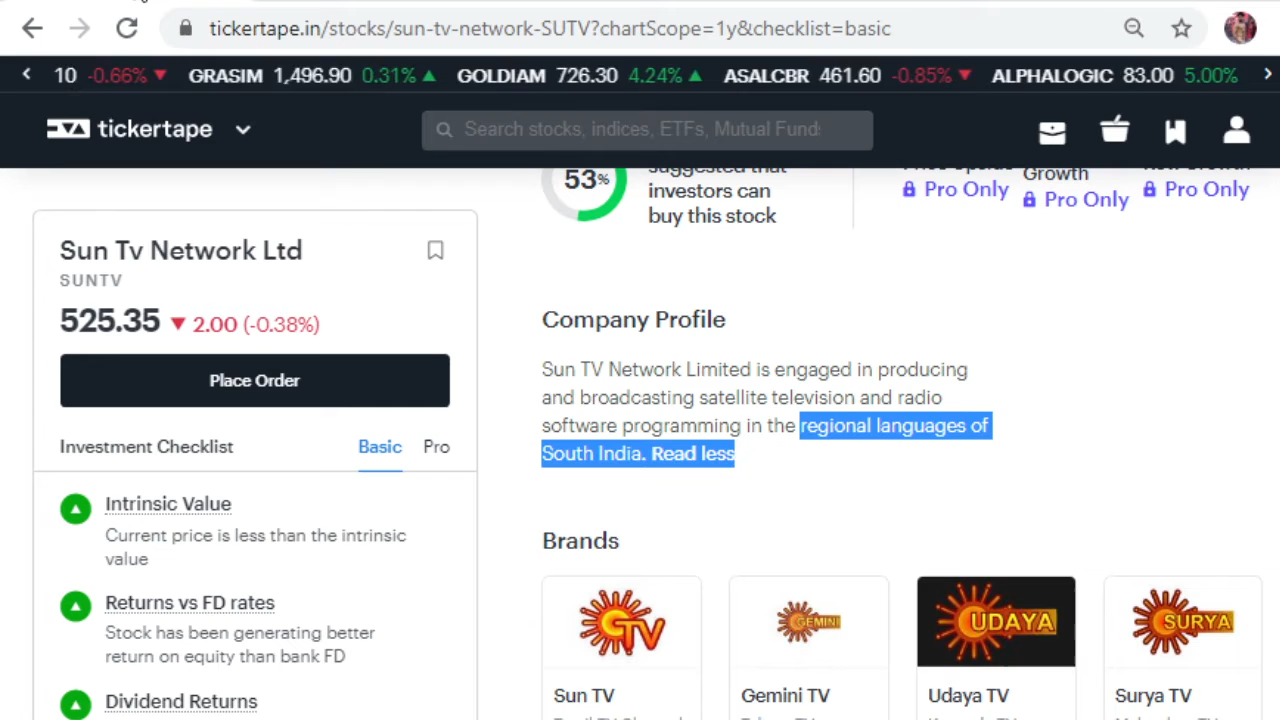 tickertape.in/stocks/sun-tv-network-SUTV?chartScope=1y&checklist=basic
10 -0.66% ▼ GRASIM 1,496.90 0.31% ▲ GOLDIAM 726.30 4.24% ▲ ASALCBR 461.60 -0.85% ▼ ALPHALOGIC 83.00 5.00%
tickertape
Search stocks, indices, ETFs, Mutual Fund
53%
suggested that
investors can
buy this stock
Growth
Pro Only
Pro Only
Pro Only
Sun Tv Network Ltd
SUNTV
525.35 ▼ 2.00 (-0.38%)
Place Order
Investment Checklist Basic Pro
Intrinsic Value
Current price is less than the intrinsic
value
Returns vs FD rates
Stock has been generating better
return on equity than bank FD
Dividend Returns
Company Profile
Sun TV Network Limited is engaged in producing
and broadcasting satellite television and radio
software programming in the regional languages of
South India. Read less
Brands
TV
GEMINI
UDAYA
SURYA
Sun TV
Gemini TV
Udaya TV
Surya TV